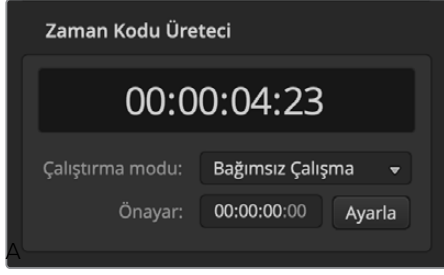 Zaman Kodu Üreteci
00:00:04:23
Çalıştırma modu: Bağımsız Çalışma
Önayar: 00:00:00:00 Ayarla
A